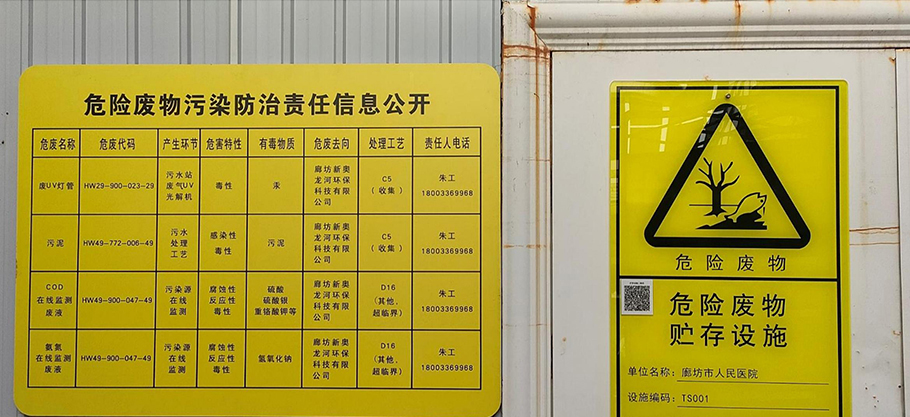 危险废物污染防治责任信息公开
危废名称 危废代码 产生环节 危害特性 有毒物质 危废去向 处理工艺 责任人电话
废UV灯管 HW29-900-023-29 污水站废气UV光解机 毒性 汞 廊坊新奥龙河环保科技有限公司 C5（收集） 朱工 18003369968
污泥 HW49-772-006-49 污水处理工艺 感染性 毒性 污泥 廊坊新奥龙河环保科技有限公司 C5（收集） 朱工 18003369968
COD在线监测废液 HW49-900-047-49 污染源在线监测 腐蚀性 反应性 毒性 硫酸 硫酸银 重铬酸钾等 廊坊新奥龙河环保科技有限公司 D16（其他、超临界） 朱工 18003369968
氨氮在线监测废液 HW49-900-047-49 污染源在线监测 腐蚀性 反应性 毒性 氢氧化钠 廊坊新奥龙河环保科技有限公司 D16（其他、超临界） 朱工 18003369968
危险废物
危险废物
贮存设施
单位名称：廊坊市人民医院
设施编码：TS001